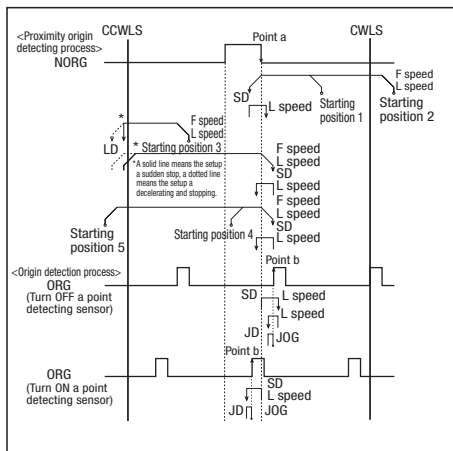 CCWLS
CWLS
<Proximity origin
detecting process>
NORG
Point a
SD
L speed
F speed
L speed
Starting
position 1
Starting
position 2
*
F speed
L speed
LD
* Starting position 3
*A solid line means the setup
a sudden stop, a dotted line
means the setup a
decelerating and stopping.
F speed
L speed
SD
L speed
F speed
L speed
SD
L speed
Starting
position 5
Starting
position 4
<Origin detection process>
ORG
(Turn OFF a point
detecting sensor)
Point b
SD
L speed
L speed
JD
JOG
Point b
ORG
(Turn ON a point
detecting sensor)
SD
L speed
JD
JOG